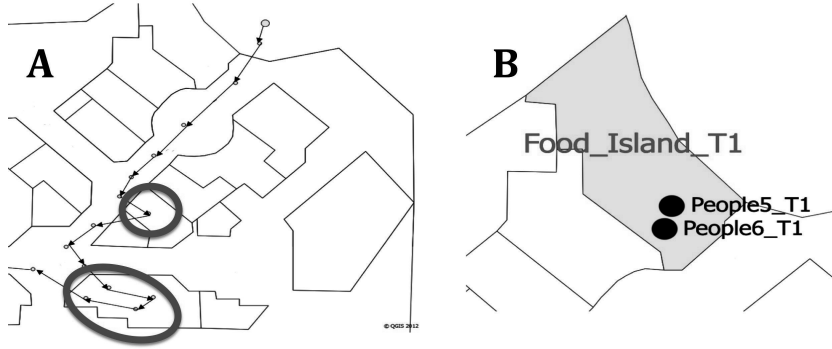 A
© QGIS 2012
B
Food_Island_T1
People5_T1
People6_T1